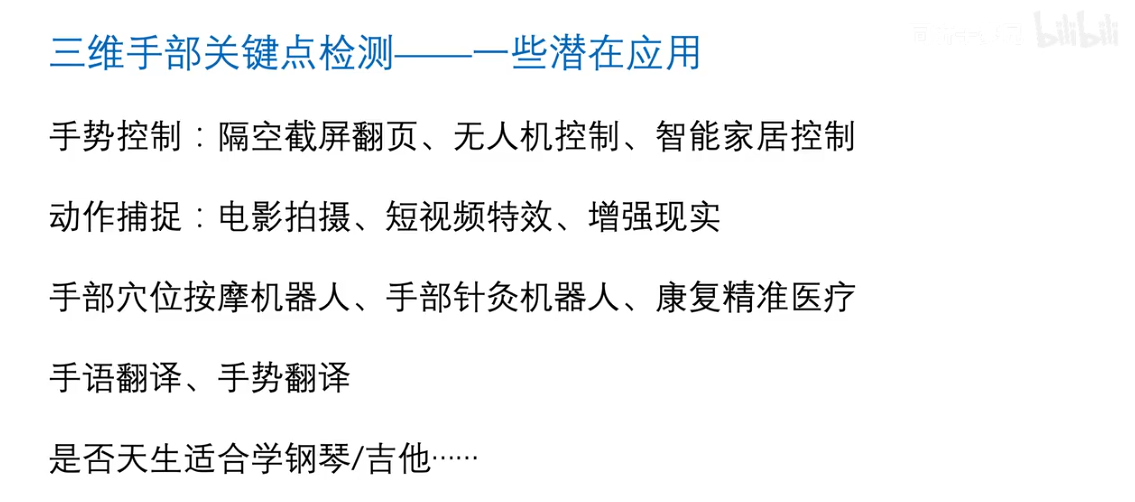 三维手部关键点检测——一些潜在应用
bilibili
手势控制：隔空截屏翻页、无人机控制、智能家居控制
动作捕捉：电影拍摄、短视频特效、增强现实
手部穴位按摩机器人、手部针灸机器人、康复精准医疗
手语翻译、手势翻译
是否天生适合学钢琴/吉他……